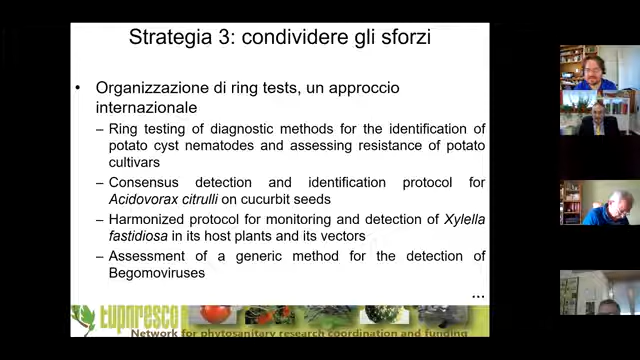 Strategia 3: condividere gli sforzi
• Organizzazione di ring tests, un approccio
internazionale
– Ring testing of diagnostic methods for the identification of
potato cyst nematodes and assessing resistance of potato
cultivars
– Consensus detection and identification protocol for
Acidovorax citrulli on cucurbit seeds
– Harmonized protocol for monitoring and detection of Xylella
fastidiosa in its host plants and its vectors
– Assessment of a generic method for the detection of
Begomoviruses
...
euphresco
Network for phytosanitary research coordination and funding